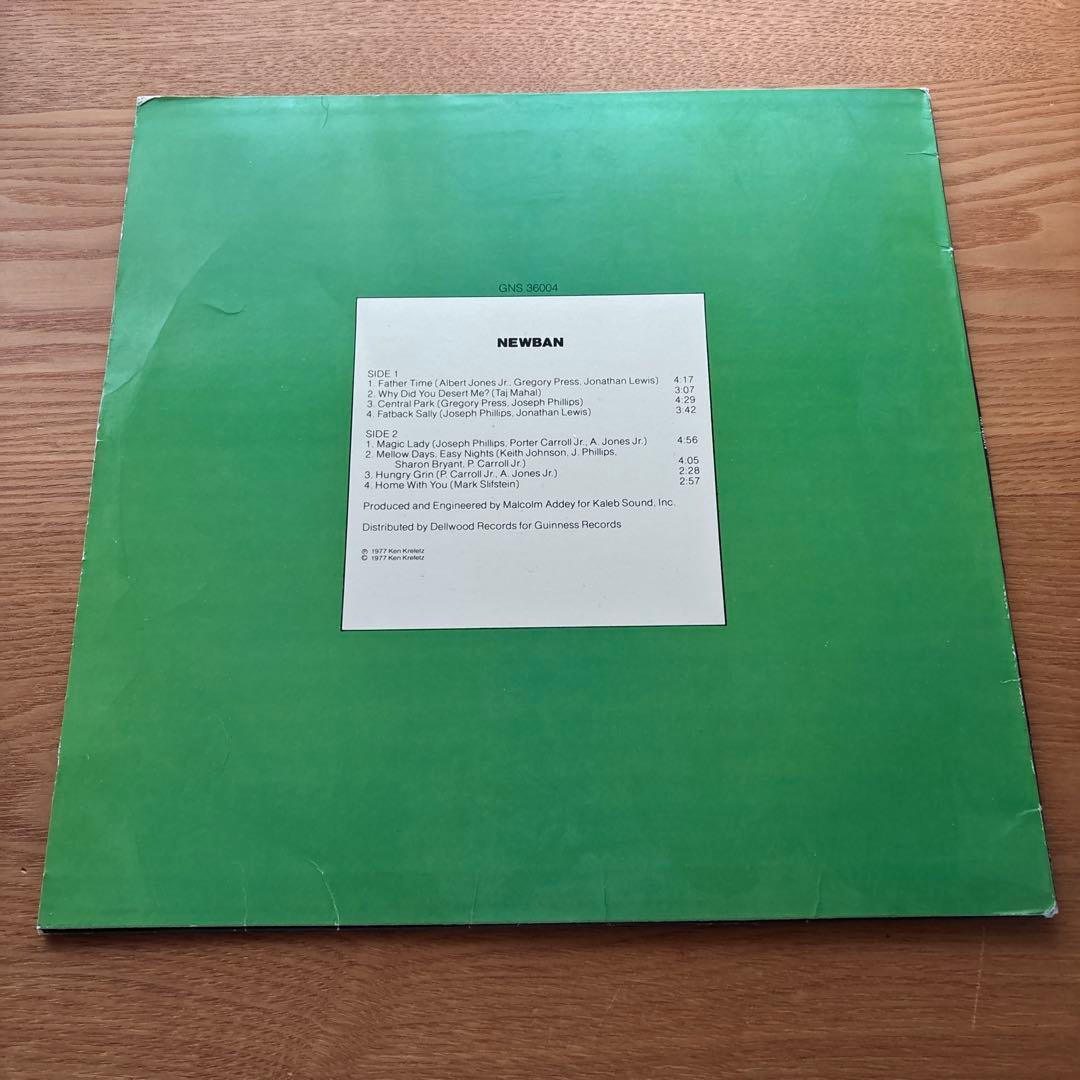 GNS 36004
NEWBAN
SIDE 1
1. Father Time (Albert Jones Jr., Gregory Press, Jonathan Lewis) 4:17
2. Why Did You Desert Me? (Taj Mahal) 3:07
3. Central Park (Gregory Press, Joseph Phillips) 4:29
4. Fatback Sally (Joseph Phillips, Jonathan Lewis) 3:42
SIDE 2
1. Magic Lady (Joseph Phillips, Porter Carroll Jr., A. Jones Jr.) 4:56
2. Mellow Days, Easy Nights (Keith Johnson, J. Phillips,
Sharon Bryant, P. Carroll Jr.) 4:05
3. Hungry Grin (P. Carroll Jr., A. Jones Jr.) 2:28
4. Home With You (Mark Slifstein) 2:57
Produced and Engineered by Malcolm Addey for Kaleb Sound, Inc.
Distributed by Dellwood Records for Guinness Records
℗ 1977 Ken Krefetz
© 1977 Ken Krefetz